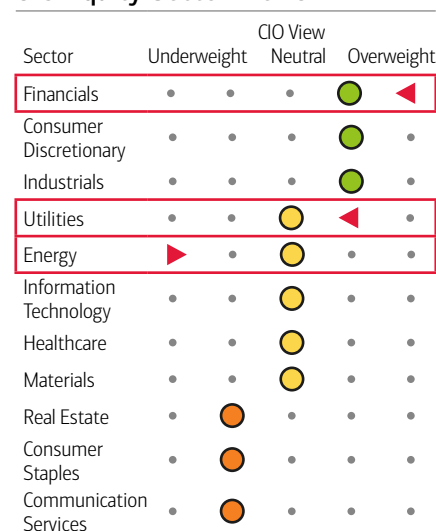 CIO View
Sector Underweight Neutral Overweight
Financials
Consumer
Discretionary
Industrials
Utilities
Energy
Information
Technology
Healthcare
Materials
Real Estate
Consumer
Staples
Communication
Services